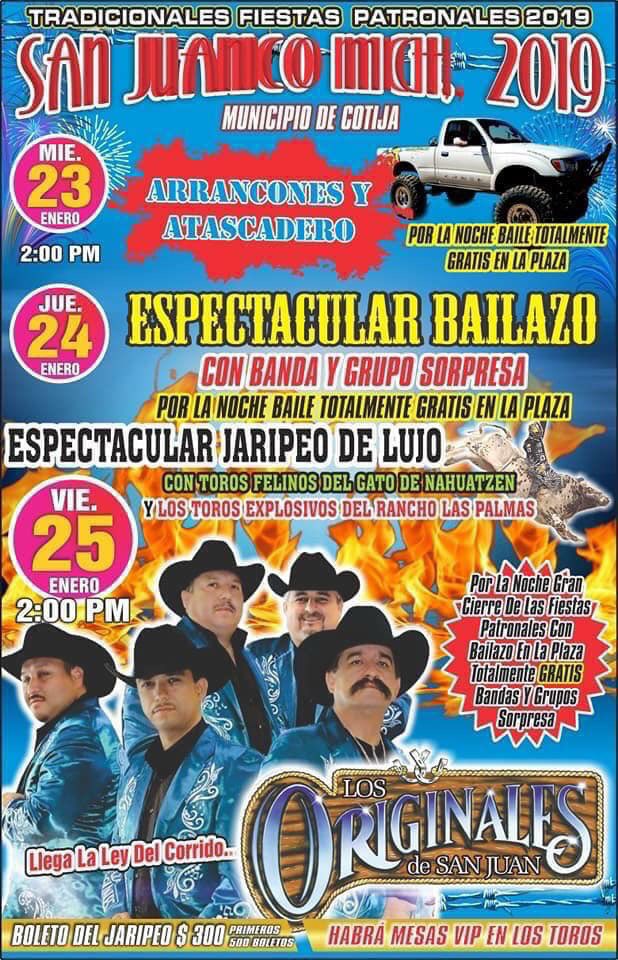 TRADICIONALES FIESTAS PATRONALES 2019
SAN JUANICO MICH. 2019
MUNICIPIO DE COTIJA
MIE.
23
ENERO
2:00 PM
ARRANCONES Y
ATASCADERO
POR LA NOCHE BAILE TOTALMENTE
GRATIS EN LA PLAZA
JUE.
24
ENERO
ESPECTACULAR BAILAZO
CON BANDA Y GRUPO SORPRESA
POR LA NOCHE BAILE TOTALMENTE GRATIS EN LA PLAZA
ESPECTACULAR JARIPEO DE LUJO
CON TOROS FELINOS DEL GATO DE NAHUATZEN
Y LOS TOROS EXPLOSIVOS DEL RANCHO LAS PALMAS
VIE.
25
ENERO
2:00 PM
Por La Noche Gran
Cierre De Las Fiestas
Patronales Con
Bailazo En La Plaza
Totalmente GRATIS
Bandas Y Grupos
Sorpresa
Llega La Ley Del Corrido..
LOS
ORIGINALES
de SAN JUAN
BOLETO DEL JARIPEO $ 300 PRIMEROS
500 BOLETOS
HABRÁ MESAS VIP EN LOS TOROS